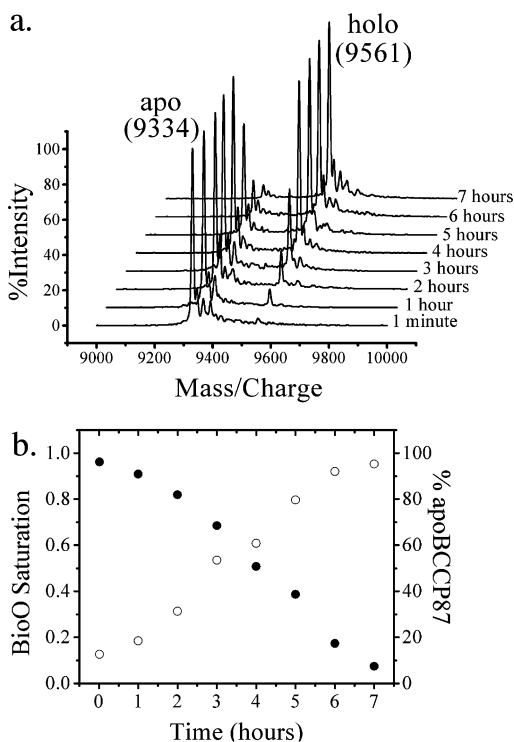 a.
holo
(9561)
apo
(9334)
100
80
60
40
20
0
%Intensity
7 hours
6 hours
5 hours
4 hours
3 hours
2 hours
1 hour
1 minute
9000 9200 9400 9600 9800 10000
Mass/Charge
b.
1.0
0.8
0.6
0.4
0.2
0.0
BioO Saturation
100
80
60
40
20
0
% apoBCCP87
0 1 2 3 4 5 6 7
Time (hours)